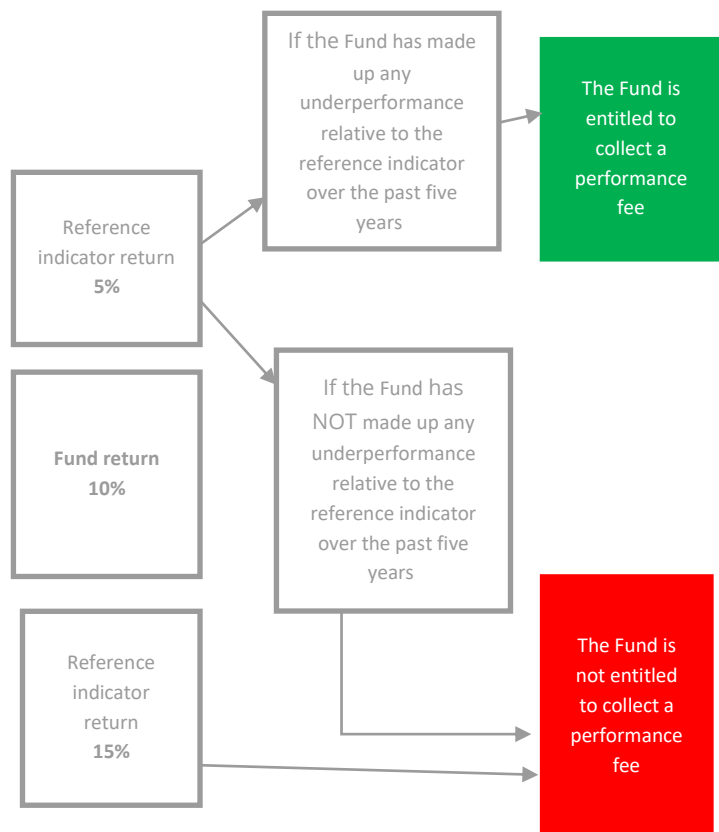 If the Fund has made
up any
underperformance
relative to the
reference indicator
over the past five
years
The Fund is
entitled to
collect a
performance
fee
Reference
indicator return
5%
If the Fund has
NOT made up any
underperformance
relative to the
reference indicator
over the past five
years
Fund return
10%
Reference
indicator
return
15%
The Fund is
not entitled
to collect a
performance
fee